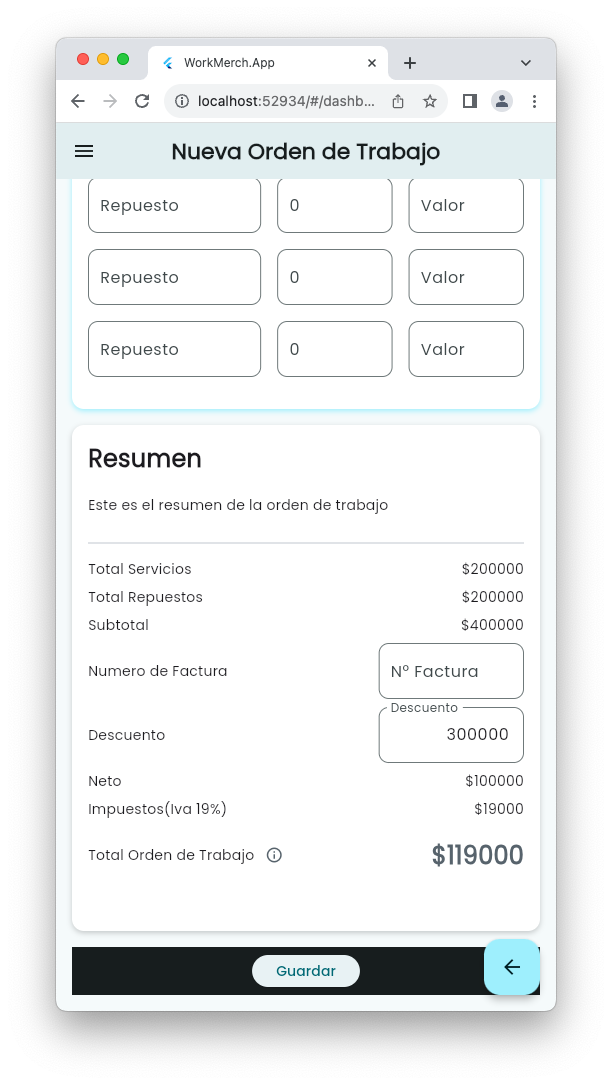 WorkMerch.App
localhost:52934/#/dashb...
Nueva Orden de Trabajo
Repuesto 0 Valor
Repuesto 0 Valor
Repuesto 0 Valor
Resumen
Este es el resumen de la orden de trabajo
Total Servicios $200000
Total Repuestos $200000
Subtotal $400000
Numero de Factura Nº Factura
Descuento
Descuento 300000
Neto $100000
Impuestos(Iva 19%) $19000
Total Orden de Trabajo $119000
Guardar